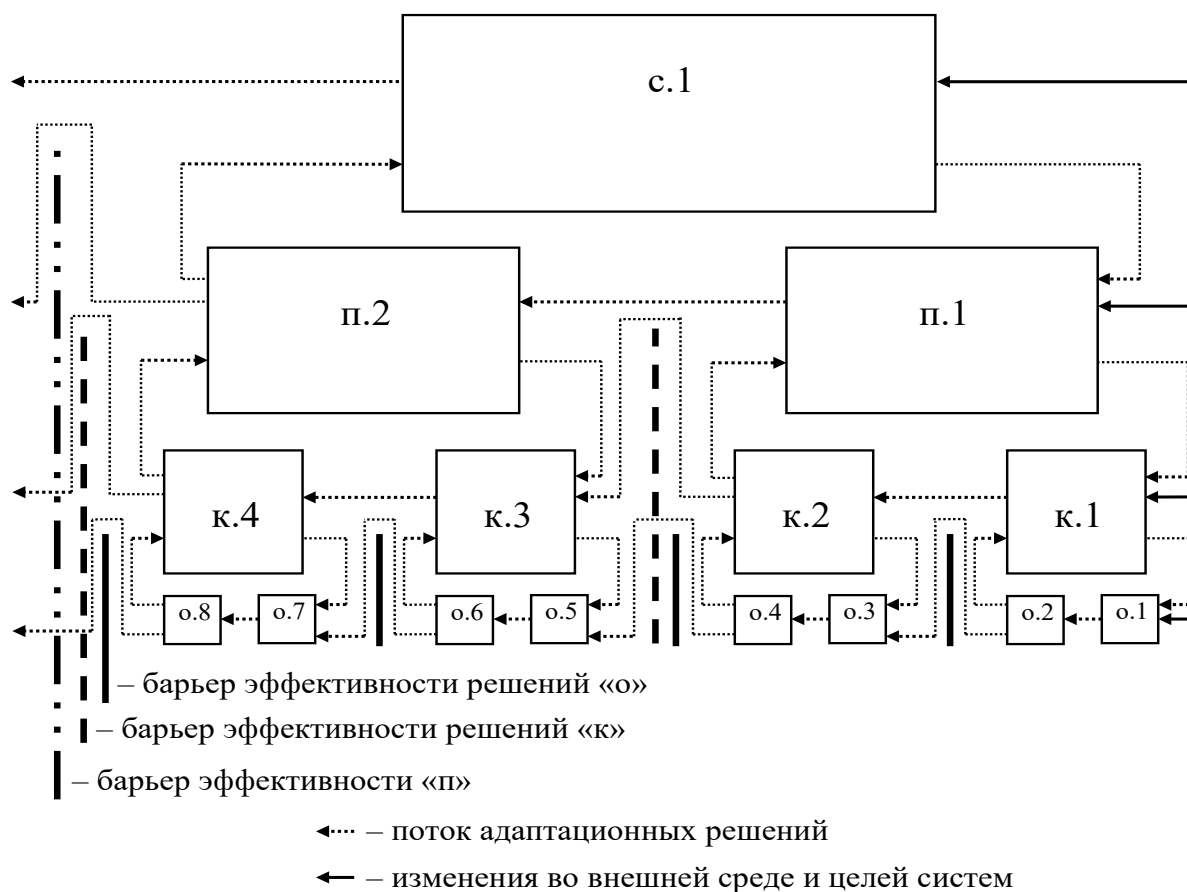 с.1
п.2
п.1
к.4
к.3
к.2
к.1
о.8
о.7
о.6
о.5
о.4
о.3
о.2
о.1
– барьер эффективности решений «о»
– барьер эффективности решений «к»
– барьер эффективности «п»
– поток адаптационных решений
– изменения во внешней среде и целей систем